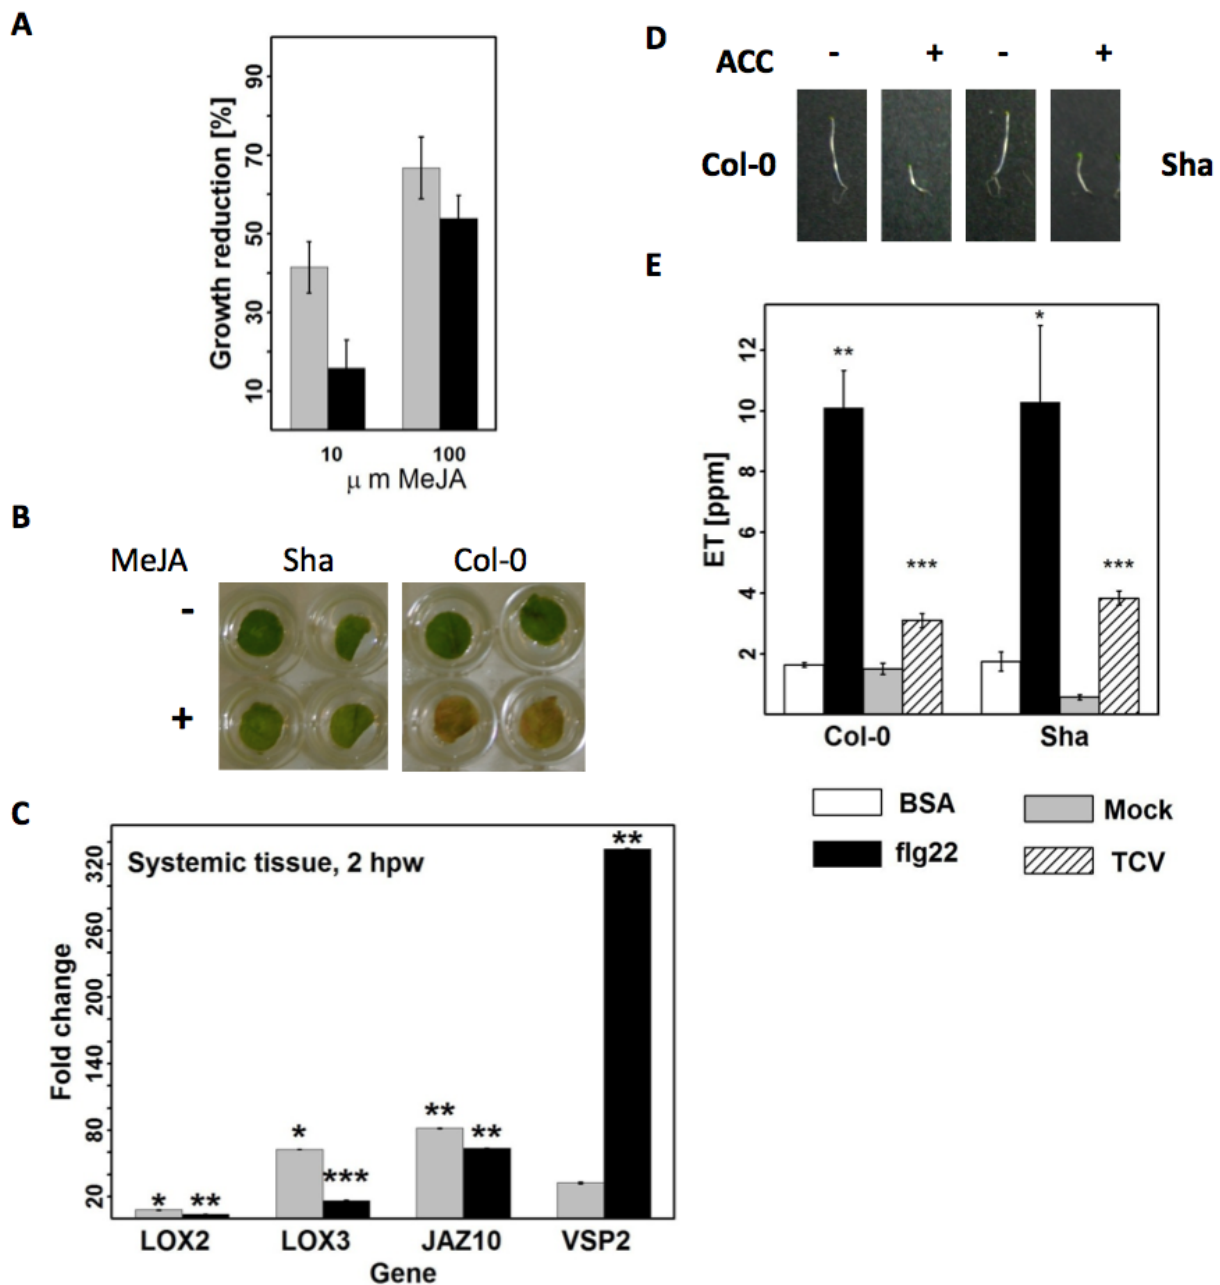 A
Growth reduction [%]
90
70
50
30
10
10 100
μ m MeJA
B
MeJA Sha Col-0
-
+
C
Systemic tissue, 2 hpw
Fold change
320
260
200
140
80
20
* ** * *** ** ** **
LOX2 LOX3 JAZ10 VSP2
Gene
D
ACC - + - +
Col-0 Sha
E
ET [ppm]
12
10
8
6
4
2
** *** * ***
Col-0 Sha
BSA Mock
flg22 TCV